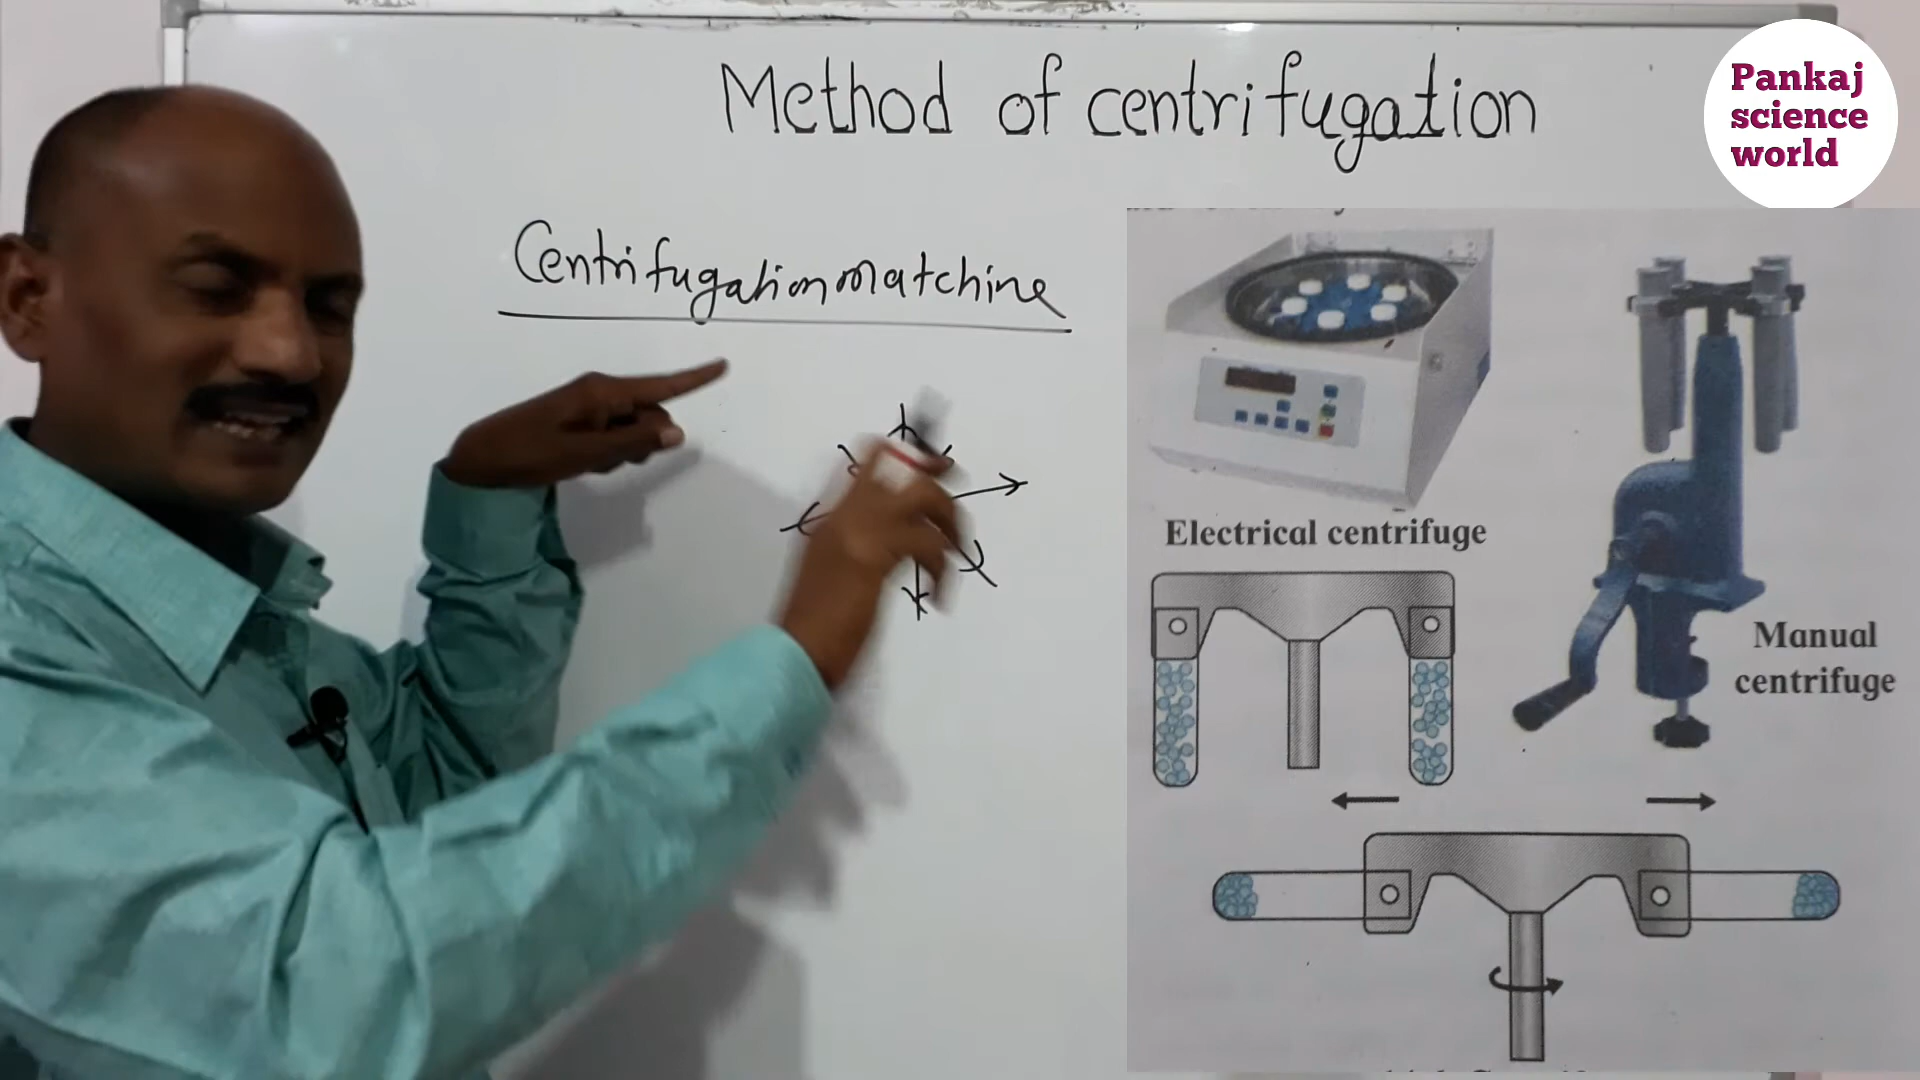 Method of centrifugation
Pankaj
science
world
Centrifugation matchine
Electrical centrifuge
Manual
centrifuge